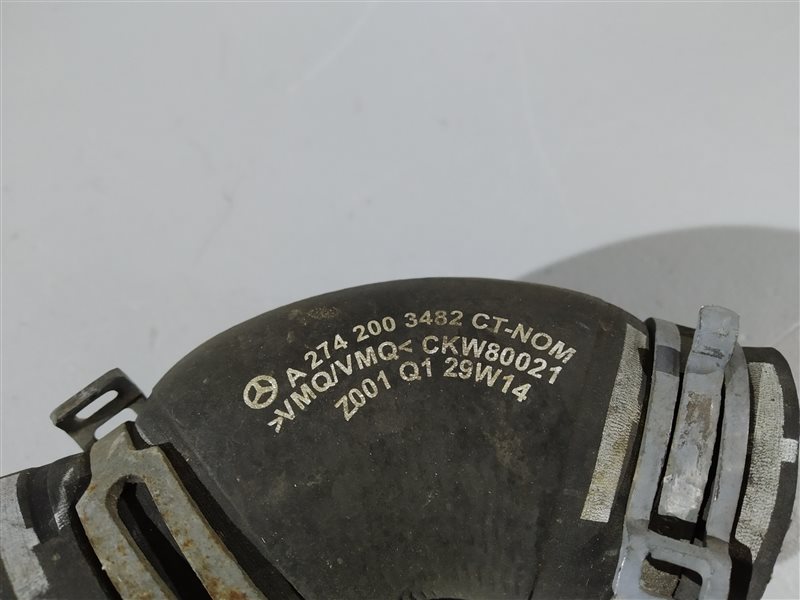 A 274 200 3482 CT-NOM
>VMQ/VMQ< CKW80021
Z001 Q1 29W14